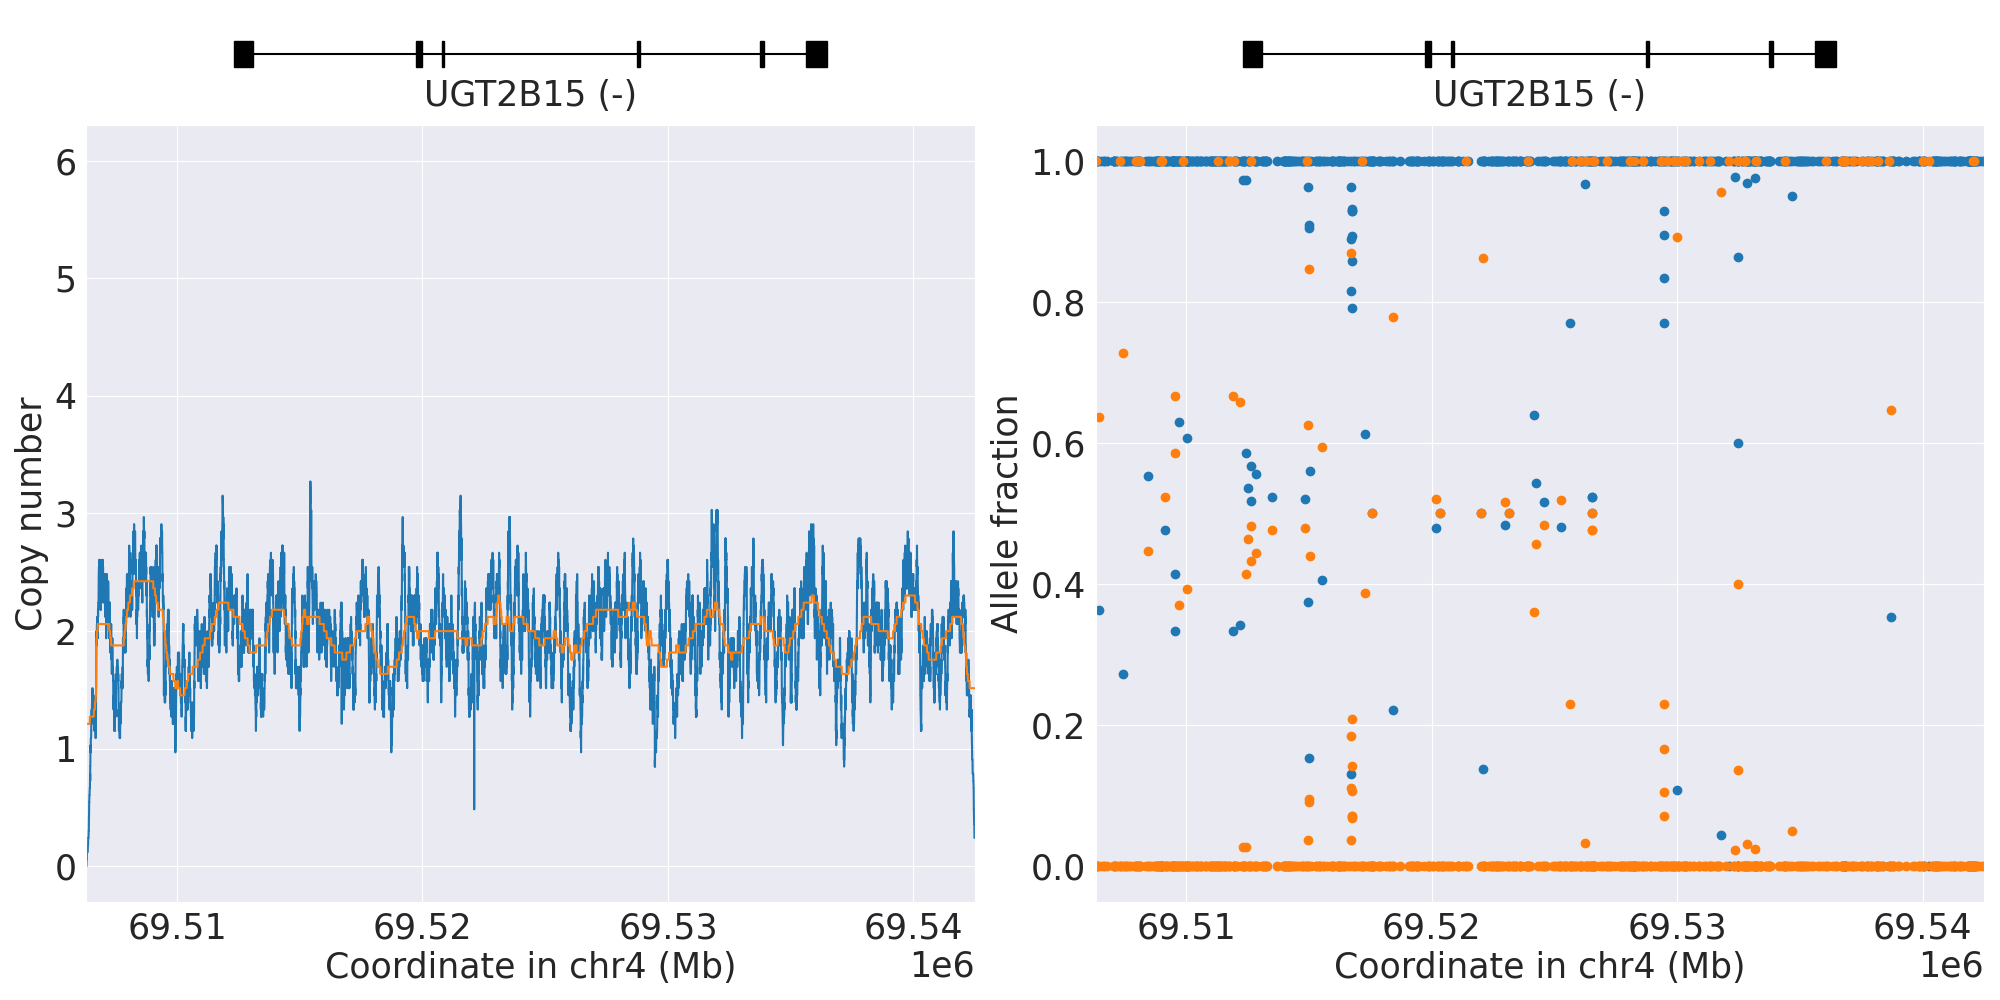 UGT2B15 (-)
6
5
4
3
2
1
0
Copy number
69.51 69.52 69.53 69.54
Coordinate in chr4 (Mb)
1e6
UGT2B15 (-)
1.0
0.8
0.6
0.4
0.2
0.0
Allele fraction
69.51 69.52 69.53 69.54
Coordinate in chr4 (Mb)
1e6